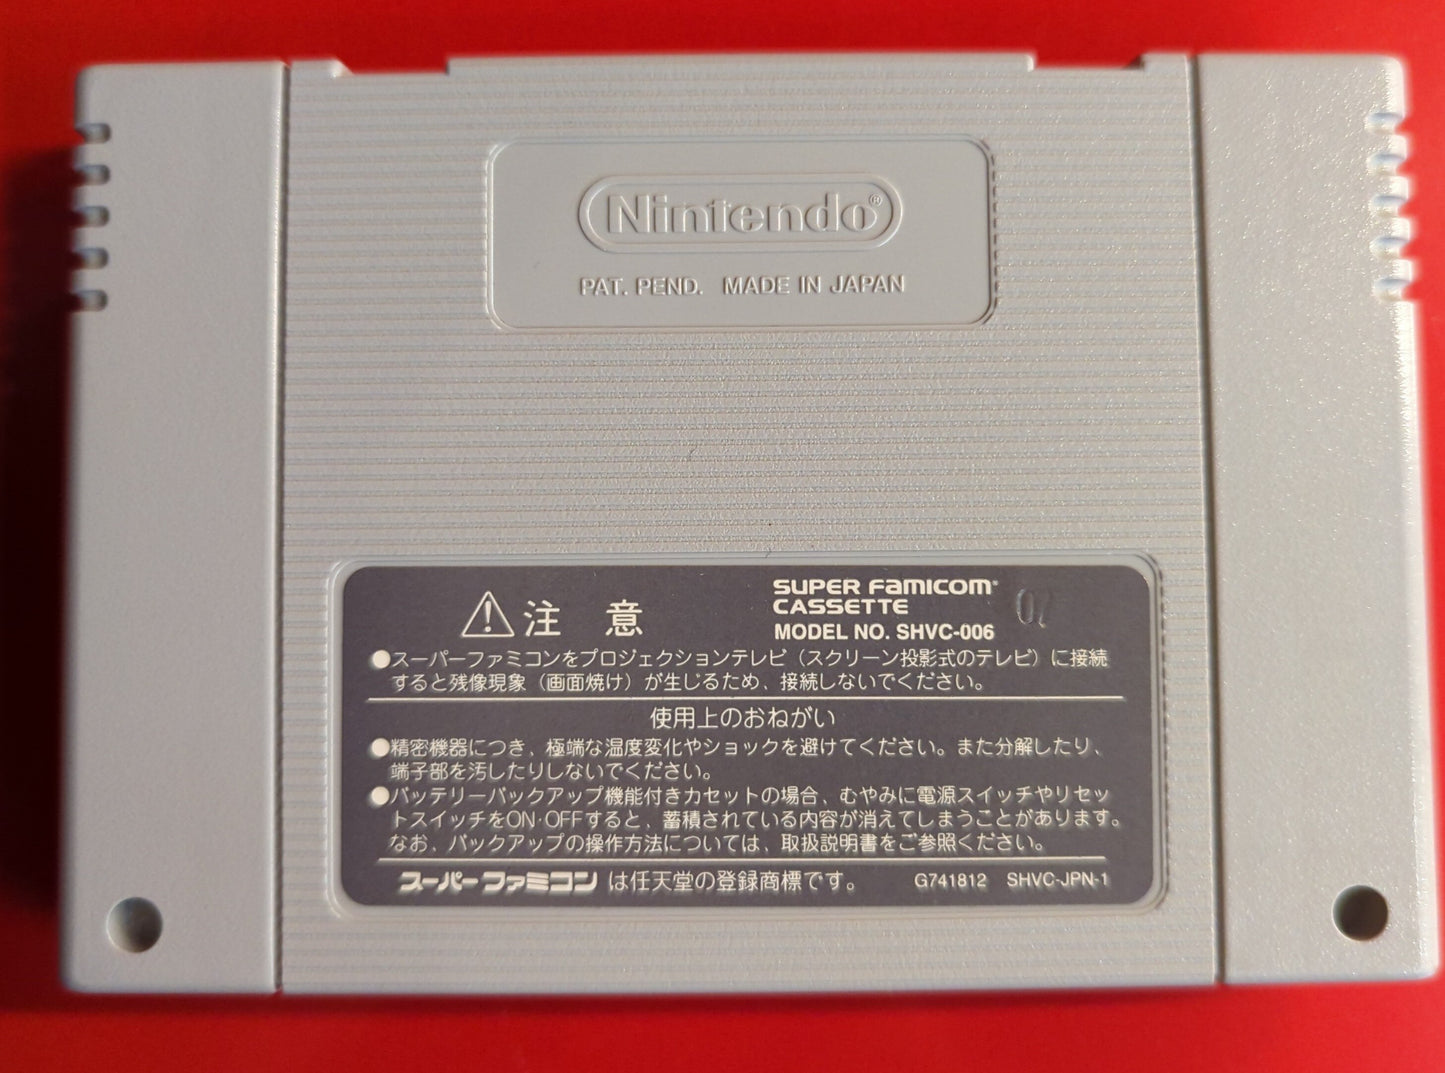 Nintendo®
PAT. PEND. MADE IN JAPAN
注 意
SUPER FAMICOM®
CASSETTE
MODEL NO. SHVC-006
07
●スーパーファミコンをプロジェクションテレビ（スクリーン投影式のテレビ）に接続
すると残像現象（画面焼け）が生じるため、接続しないでください。
使用上のおねがい
●精密機器につき、極端な温度変化やショックを避けてください。また分解したり、
端子部を汚したりしないでください。
●バッテリーバックアップ機能付きカセットの場合、むやみに電源スイッチやリセッ
トスイッチをON·OFFすると、蓄積されている内容が消えてしまうことがあります。
なお、バックアップの操作方法については、取扱説明書をご参照ください。
スーパーファミコン は任天堂の登録商標です。 G741812 SHVC-JPN-1